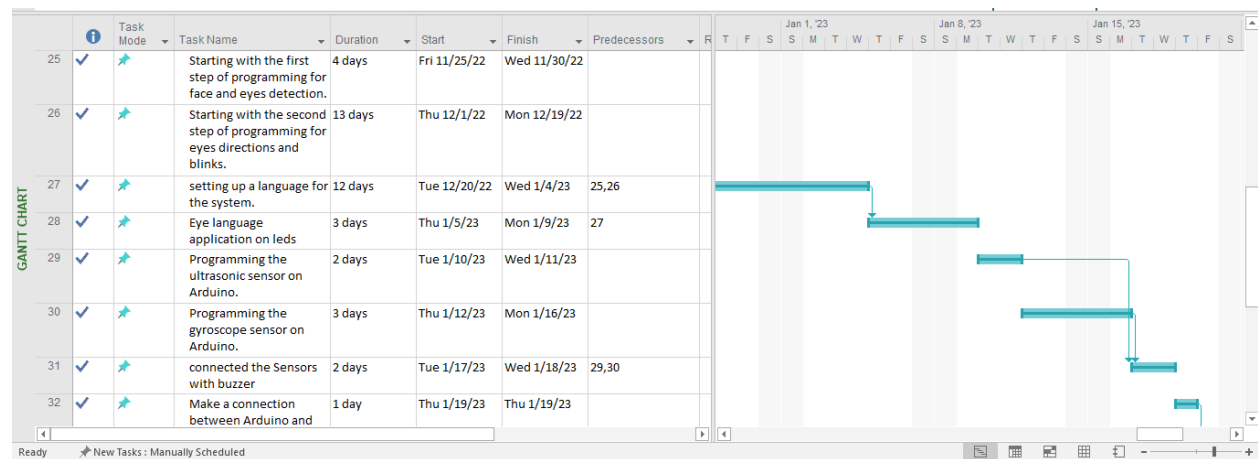 Task
Mode Task Name Duration Start Finish Predecessors R
Jan 1, '23 Jan 8, '23 Jan 15, '23
T F S S M T W T F S S M T W T F S S M T W T F S
25 Starting with the first 4 days Fri 11/25/22 Wed 11/30/22
step of programming for
face and eyes detection.
26 Starting with the second 13 days Thu 12/1/22 Mon 12/19/22
step of programming for
eyes directions and
blinks.
27 setting up a language for 12 days Tue 12/20/22 Wed 1/4/23 25,26
the system.
28 Eye language 3 days Thu 1/5/23 Mon 1/9/23 27
application on leds
29 Programming the 2 days Tue 1/10/23 Wed 1/11/23
ultrasonic sensor on
Arduino.
30 Programming the 3 days Thu 1/12/23 Mon 1/16/23
gyroscope sensor on
Arduino.
31 connected the Sensors 2 days Tue 1/17/23 Wed 1/18/23 29,30
with buzzer
32 Make a connection 1 day Thu 1/19/23 Thu 1/19/23
between Arduino and
GANTT CHART
Ready New Tasks : Manually Scheduled